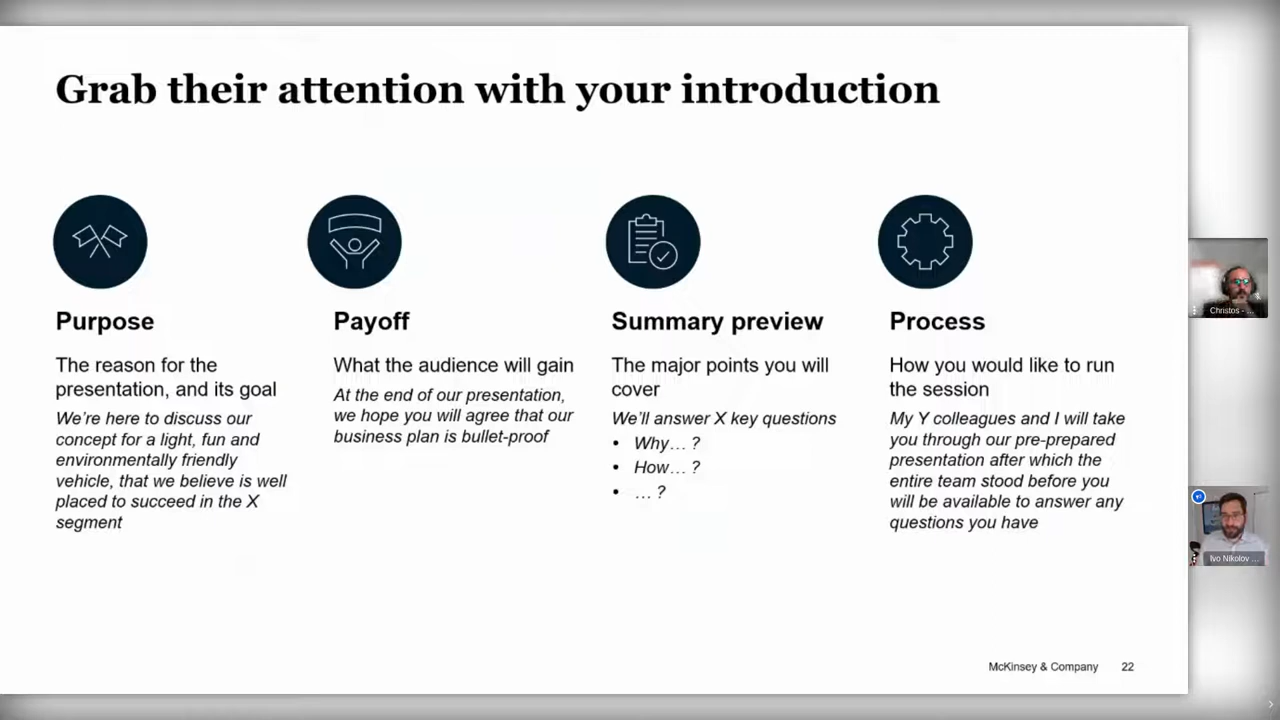 Grab their attention with your introduction
Purpose
The reason for the
presentation, and its goal
We're here to discuss our
concept for a light, fun and
environmentally friendly
vehicle, that we believe is well
placed to succeed in the X
segment
Payoff
What the audience will gain
At the end of our presentation,
we hope you will agree that our
business plan is bullet-proof
Summary preview
The major points you will
cover
We'll answer X key questions
• Why… ?
• How… ?
• … ?
Process
How you would like to run
the session
My Y colleagues and I will take
you through our pre-prepared
presentation after which the
entire team stood before you
will be available to answer any
questions you have
McKinsey & Company 22
Christos - ...
Ivo Nikolov ...